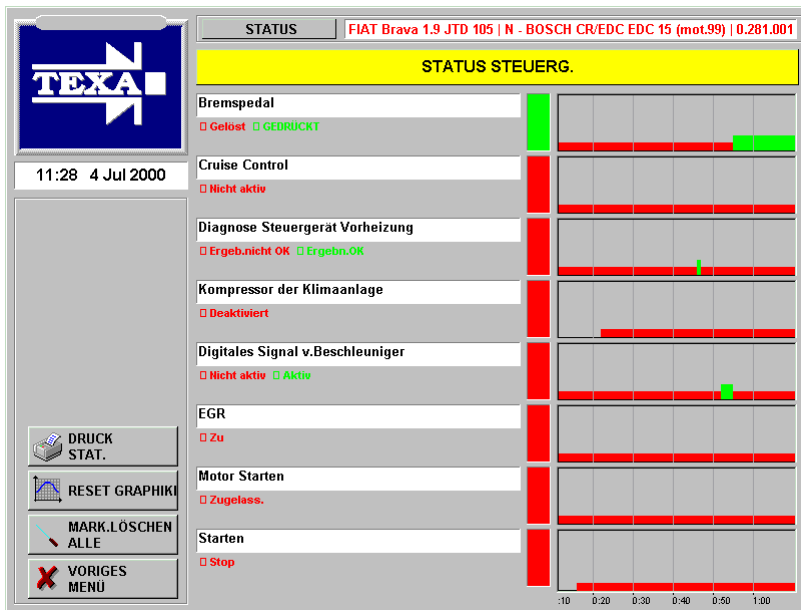 STATUS
FIAT Brava 1.9 JTD 105 | N - BOSCH CR/EDC EDC 15 (mot.99) | 0.281.001
TEXA
STATUS STEUERG.
11:28 4 Jul 2000
Bremspedal
Gelöst GEDRÜCKT
Cruise Control
Nicht aktiv
Diagnose Steuergerät Vorheizung
Ergeb.nicht OK Ergebn.OK
Kompressor der Klimaanlage
Deaktiviert
Digitales Signal v.Beschleuniger
Nicht aktiv Aktiv
EGR
Zu
Motor Starten
Zugelass.
Starten
Stop
DRUCK
STAT.
RESET GRAPHIKI
MARK.LÖSCHEN
ALLE
VORIGES
MENÜ
:10 0:20 0:30 0:40 0:50 1:00